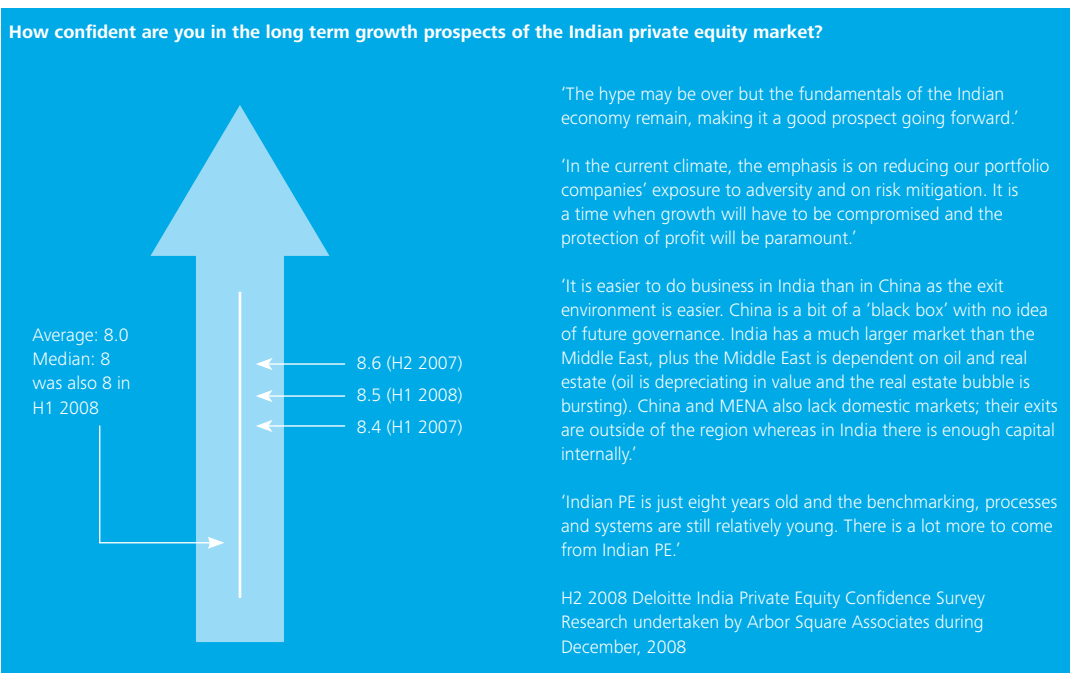 How confident are you in the long term growth prospects of the Indian private equity market?
Average: 8.0
Median: 8
was also 8 in
H1 2008
8.6 (H2 2007)
8.5 (H1 2008)
8.4 (H1 2007)
‘The hype may be over but the fundamentals of the Indian
economy remain, making it a good prospect going forward.’
‘In the current climate, the emphasis is on reducing our portfolio
companies’ exposure to adversity and on risk mitigation. It is
a time when growth will have to be compromised and the
protection of profit will be paramount.’
‘It is easier to do business in India than in China as the exit
environment is easier. China is a bit of a ‘black box’ with no idea
of future governance. India has a much larger market than the
Middle East, plus the Middle East is dependent on oil and real
estate (oil is depreciating in value and the real estate bubble is
bursting). China and MENA also lack domestic markets; their exits
are outside of the region whereas in India there is enough capital
internally.’
‘Indian PE is just eight years old and the benchmarking, processes
and systems are still relatively young. There is a lot more to come
from Indian PE.’
H2 2008 Deloitte India Private Equity Confidence Survey
Research undertaken by Arbor Square Associates during
December, 2008